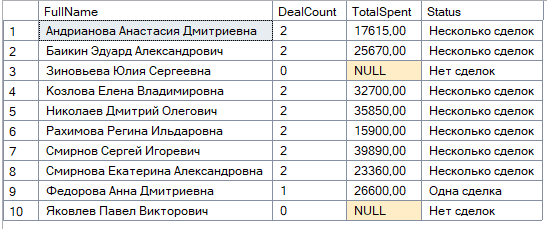 FullName DealCount TotalSpent Status
1 Андрианова Анастасия Дмитриевна 2 17615,00 Несколько сделок
2 Баикин Эдуард Александрович 2 25670,00 Несколько сделок
3 Зиновьева Юлия Сергеевна 0 NULL Нет сделок
4 Козлова Елена Владимировна 2 32700,00 Несколько сделок
5 Николаев Дмитрий Олегович 2 35850,00 Несколько сделок
6 Рахимова Регина Ильдаровна 2 15900,00 Несколько сделок
7 Смирнов Сергей Игоревич 2 39890,00 Несколько сделок
8 Смирнова Екатерина Александровна 2 23360,00 Несколько сделок
9 Федорова Анна Дмитриевна 1 26600,00 Одна сделка
10 Яковлев Павел Викторович 0 NULL Нет сделок